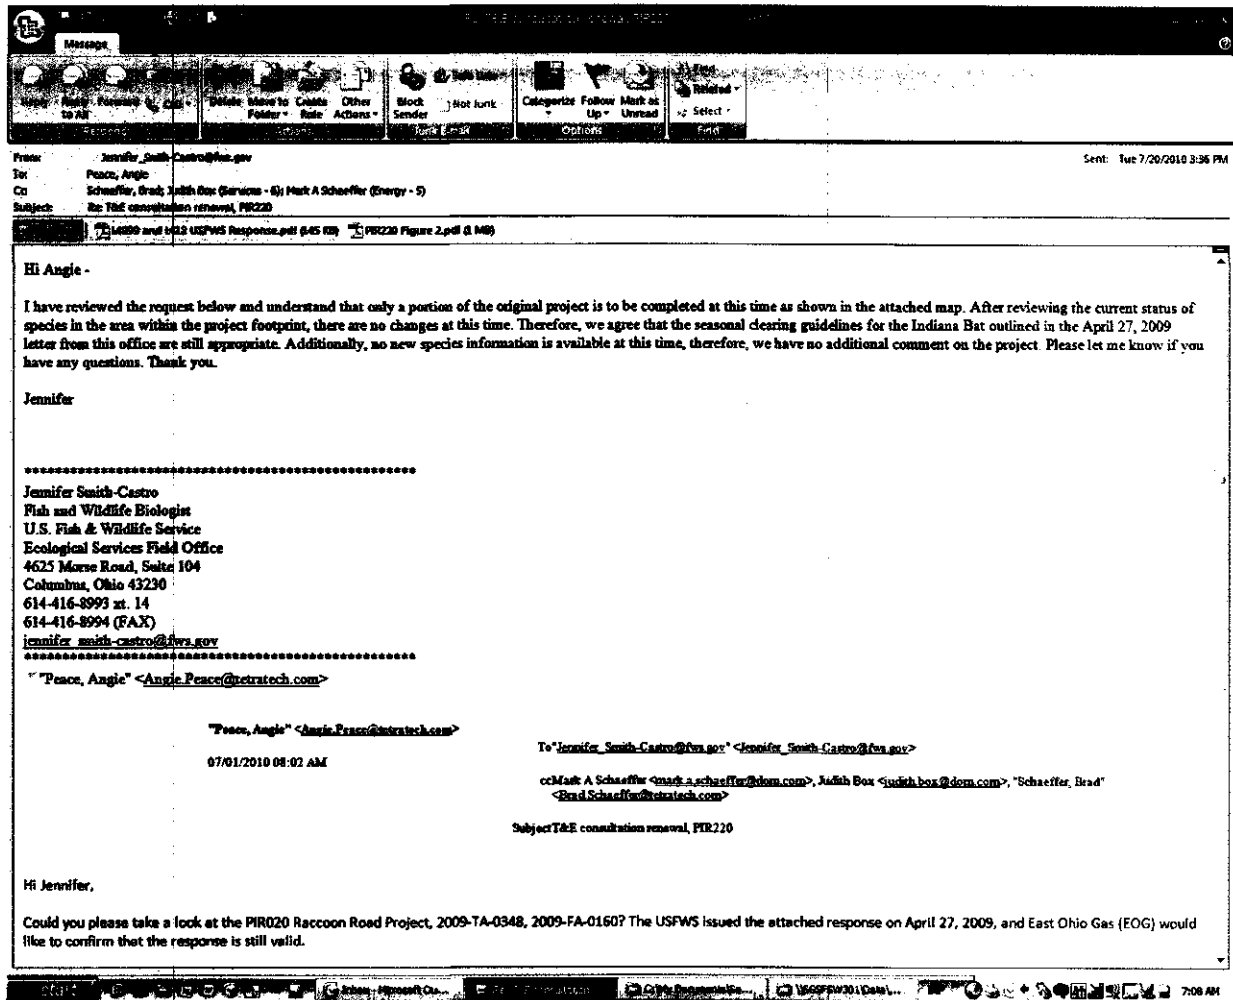 Message
Reply
Reply to All
Forward
Delete
Move to Folder
Create Rule
Other Actions
Block Sender
Not Junk
Categorize
Follow Up
Mark as Unread
Find
Related
Select
Respond
Actions
Junk E-mail
Options
Find
From: Jennifer_Smith-Castro@fws.gov
Sent: Tue 7/20/2010 3:36 PM
To: Peace, Angie
Cc: Schaeffer, Brad; Judith Box (Services - 6); Mark A Schaeffer (Energy - 5)
Subject: Re: T&E consultation renewal, PIR220
USFWS Response.pdf (645 KB) PIR220 Figure 2.pdf (1 MB)
Hi Angie -
I have reviewed the request below and understand that only a portion of the original project is to be completed at this time as shown in the attached map. After reviewing the current status of
species in the area within the project footprint, there are no changes at this time. Therefore, we agree that the seasonal clearing guidelines for the Indiana Bat outlined in the April 27, 2009
letter from this office are still appropriate. Additionally, no new species information is available at this time, therefore, we have no additional comment on the project. Please let me know if you
have any questions. Thank you.
Jennifer
****************************************************
Jennifer Smith-Castro
Fish and Wildlife Biologist
U.S. Fish & Wildlife Service
Ecological Services Field Office
4625 Morse Road, Suite 104
Columbus, Ohio 43230
614-416-8993 xt. 14
614-416-8994 (FAX)
jennifer_smith-castro@fws.gov
****************************************************
"Peace, Angie" <Angie.Peace@tetratech.com>
"Peace, Angie" <Angie.Peace@tetratech.com>
07/01/2010 08:02 AM
To "Jennifer_Smith-Castro@fws.gov" <Jennifer_Smith-Castro@fws.gov>
cc Mark A Schaeffer <mark.a.schaeffer@dom.com>, Judith Box <judith.box@dom.com>, "Schaeffer, Brad"
<Brad.Schaeffer@tetratech.com>
Subject T&E consultation renewal, PIR220
Hi Jennifer,
Could you please take a look at the PIR020 Raccoon Road Project, 2009-TA-0348, 2009-FA-0160? The USFWS issued the attached response on April 27, 2009, and East Ohio Gas (EOG) would
like to confirm that the response is still valid.
7:08 AM